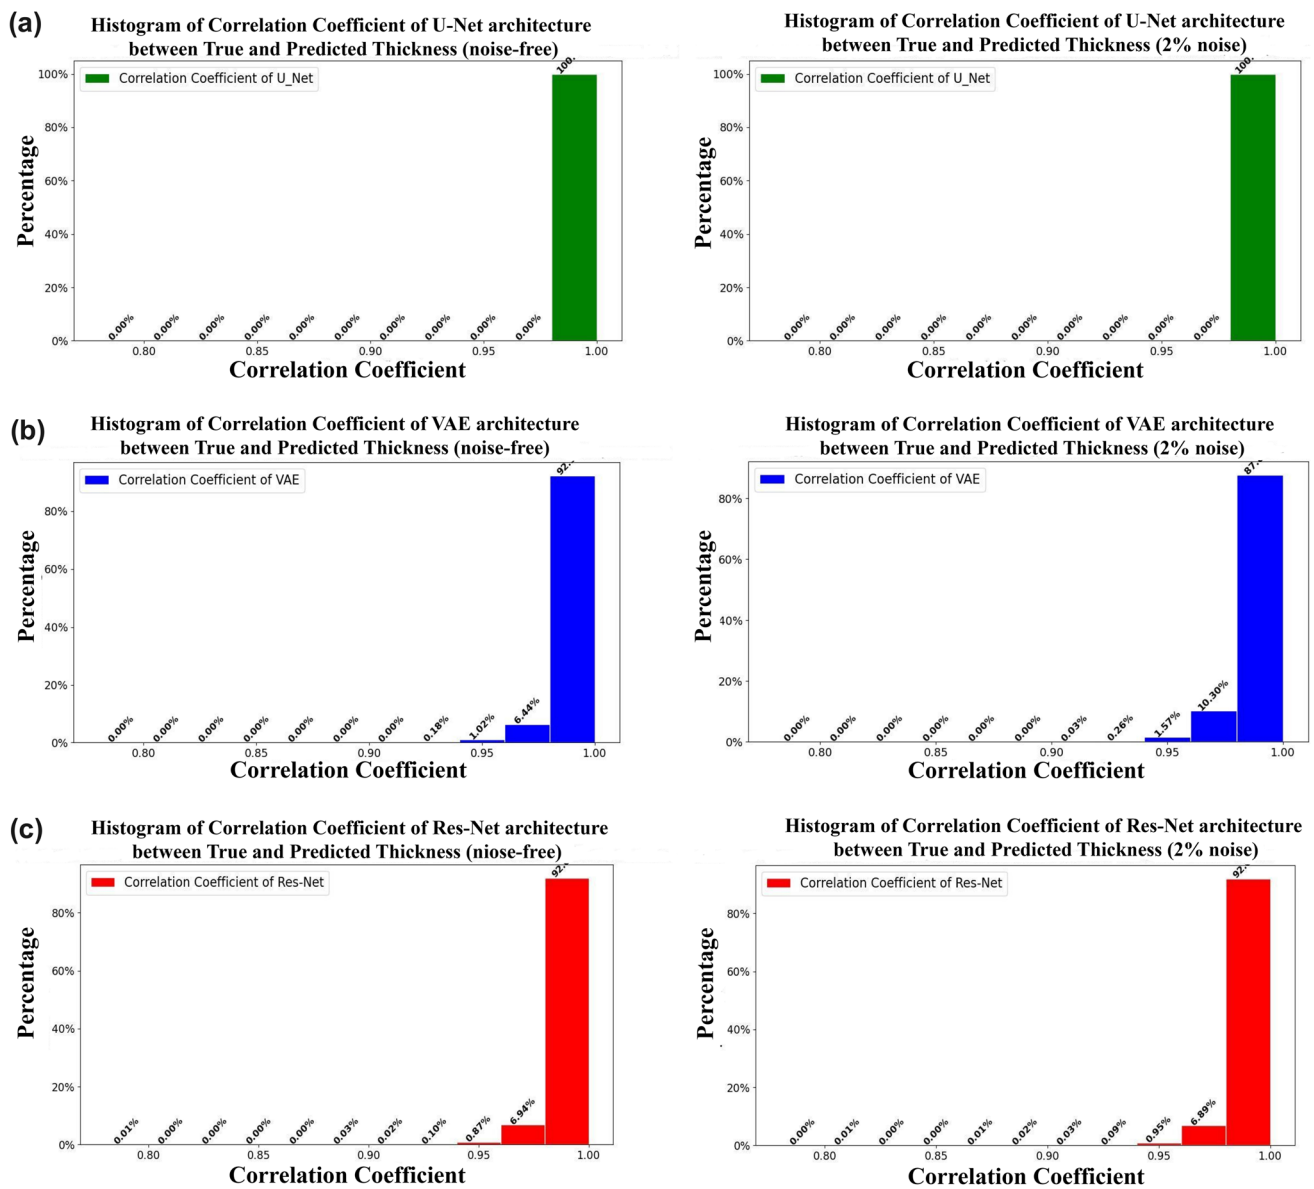 (a)
Histogram of Correlation Coefficient of U-Net architecture
between True and Predicted Thickness (noise-free)
Correlation Coefficient of U_Net
100%
80%
60%
40%
20%
0%
Percentage
0.00% 0.00% 0.00% 0.00% 0.00% 0.00% 0.00% 0.00% 0.00% 0.00% 100.
0.80 0.85 0.90 0.95 1.00
Correlation Coefficient
Histogram of Correlation Coefficient of U-Net architecture
between True and Predicted Thickness (2% noise)
Correlation Coefficient of U_Net
100%
80%
60%
40%
20%
0%
Percentage
0.00% 0.00% 0.00% 0.00% 0.00% 0.00% 0.00% 0.00% 0.00% 0.00% 100.
0.80 0.85 0.90 0.95 1.00
Correlation Coefficient
(b)
Histogram of Correlation Coefficient of VAE architecture
between True and Predicted Thickness (noise-free)
Correlation Coefficient of VAE
80%
60%
40%
20%
0%
Percentage
0.00% 0.00% 0.00% 0.00% 0.00% 0.00% 0.00% 0.18% 1.02% 6.44% 92.
0.80 0.85 0.90 0.95 1.00
Correlation Coefficient
Histogram of Correlation Coefficient of VAE architecture
between True and Predicted Thickness (2% noise)
Correlation Coefficient of VAE
80%
60%
40%
20%
0%
Percentage
0.00% 0.00% 0.00% 0.00% 0.00% 0.00% 0.03% 0.26% 1.57% 10.30% 87.
0.80 0.85 0.90 0.95 1.00
Correlation Coefficient
(c)
Histogram of Correlation Coefficient of Res-Net architecture
between True and Predicted Thickness (niose-free)
Correlation Coefficient of Res-Net
80%
60%
40%
20%
0%
Percentage
0.01% 0.00% 0.00% 0.00% 0.00% 0.03% 0.02% 0.10% 0.87% 6.94% 92.
0.80 0.85 0.90 0.95 1.00
Correlation Coefficient
Histogram of Correlation Coefficient of Res-Net architecture
between True and Predicted Thickness (2% noise)
Correlation Coefficient of Res-Net
80%
60%
40%
20%
0%
Percentage
0.00% 0.01% 0.00% 0.00% 0.01% 0.02% 0.03% 0.09% 0.95% 6.89% 92.
0.80 0.85 0.90 0.95 1.00
Correlation Coefficient